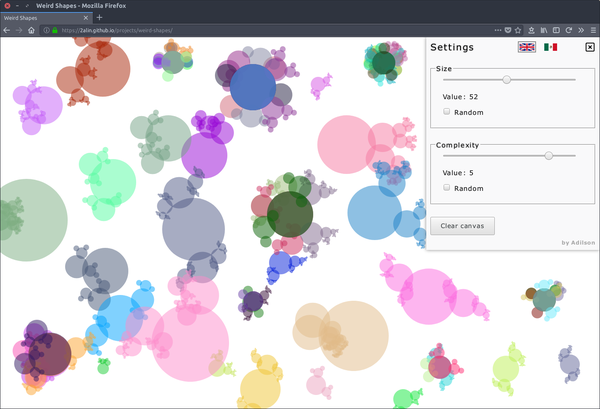 Weird Shapes - Mozilla Firefox
Weird Shapes
https://2alin.github.io/projects/weird-shapes/
Settings
Size
Value: 52
Random
Complexity
Value: 5
Random
Clear canvas
by Adiloon